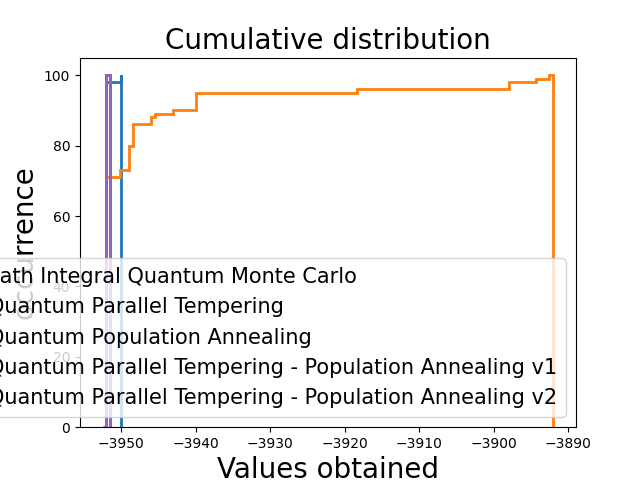 Cumulative distribution
100
80
60
40
20
0
occurrence
ath Integral Quantum Monte Carlo
Quantum Parallel Tempering
Quantum Population Annealing
Quantum Parallel Tempering - Population Annealing v1
Quantum Parallel Tempering - Population Annealing v2
−3950 −3940 −3930 −3920 −3910 −3900 −3890
Values obtained